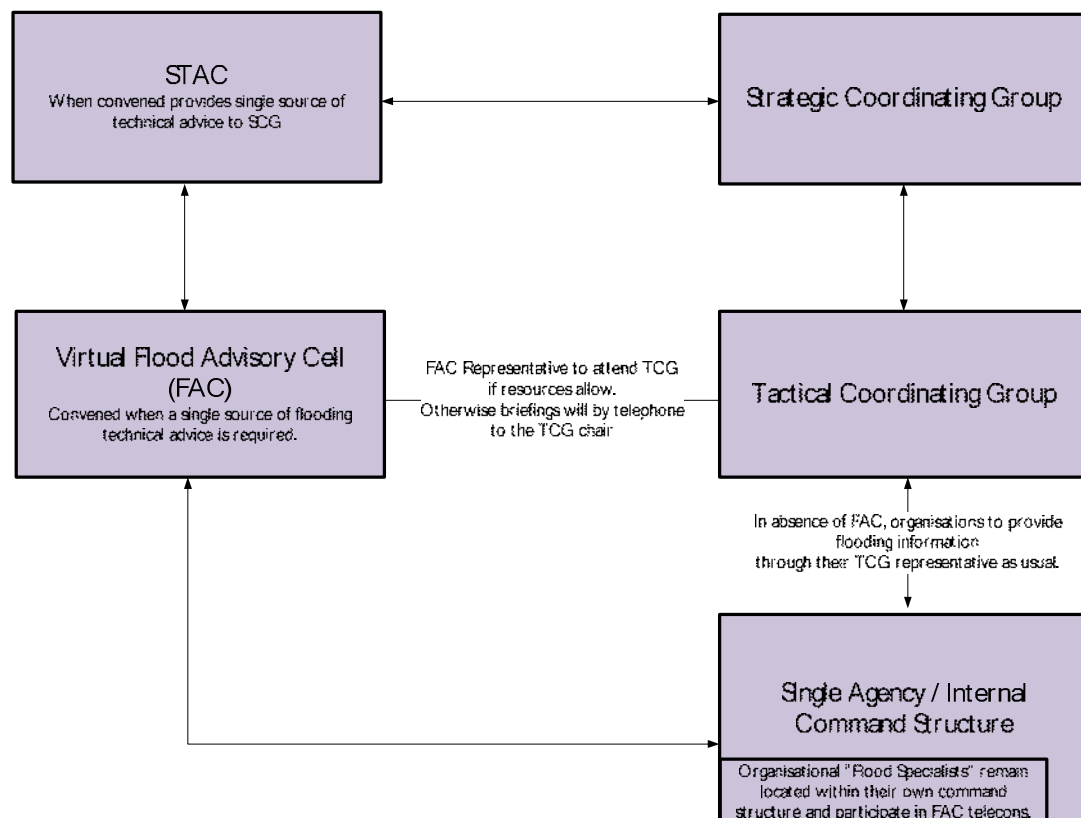 STAC
When convened provides single source of
technical advice to SCG
Strategic Coordinating Group
Virtual Flood Advisory Cell
(FAC)
Convened when a single source of flooding
technical advice is required.
FAC Representative to attend TCG
if resources allow.
Otherwise briefings will by telephone
to the TCG chair
Tactical Coordinating Group
In absence of FAC, organisations to provide
flooding information
through their TCG representative as usual.
Single Agency / Internal
Command Structure
Organisational "Flood Specialists" remain
located within their own command
structure and participate in FAC telecons.